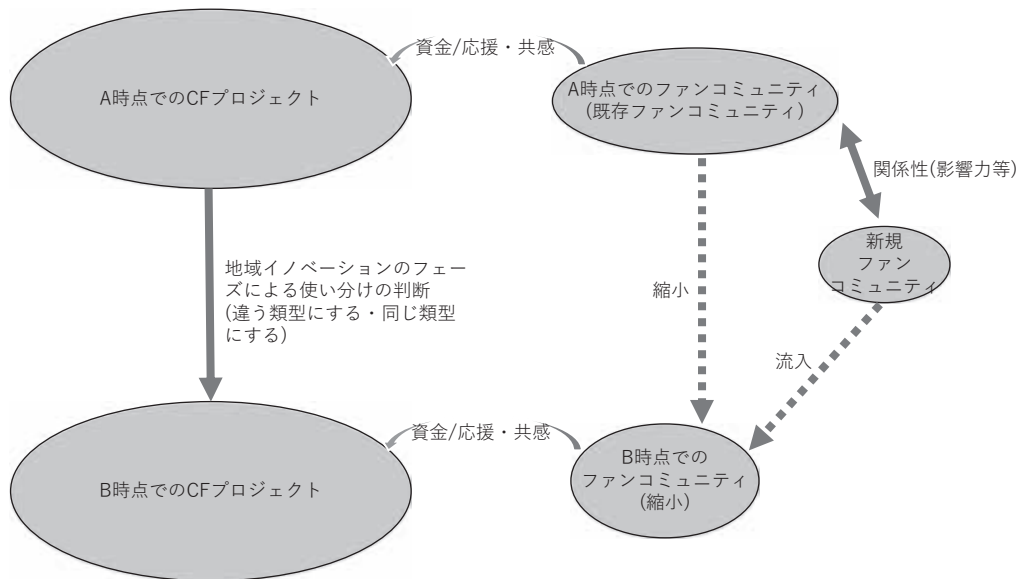 資金/応援・共感
A時点でのCFプロジェクト
A時点でのファンコミュニティ
(既存ファンコミュニティ)
関係性(影響力等)
新規
ファン
コミュニティ
地域イノベーションのフェー
ズによる使い分けの判断
(違う類型にする・同じ類型
にする)
縮小
流入
資金/応援・共感
B時点での
ファンコミュニティ
(縮小)
B時点でのCFプロジェクト